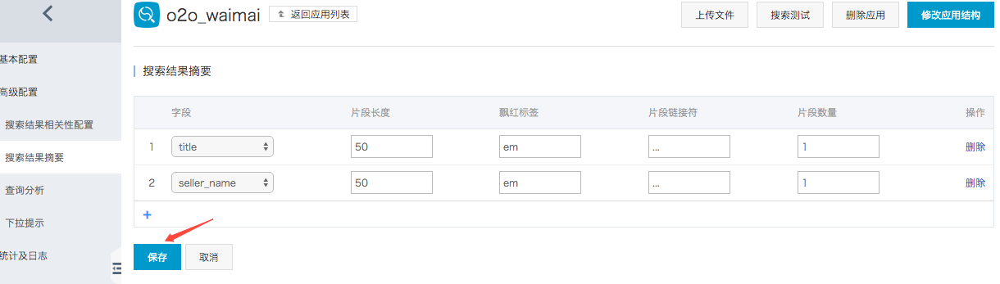 o2o_waimai 返回应用列表 上传文件 搜索测试 删除应用 修改应用结构
基本配置
高级配置
搜索结果相关性配置
搜索结果摘要
查询分析
下拉提示
统计及日志
搜索结果摘要
字段 片段长度 飘红标签 片段链接符 片段数量 操作
1 title 50 em ... 1 删除
2 seller_name 50 em ... 1 删除
+
保存 取消